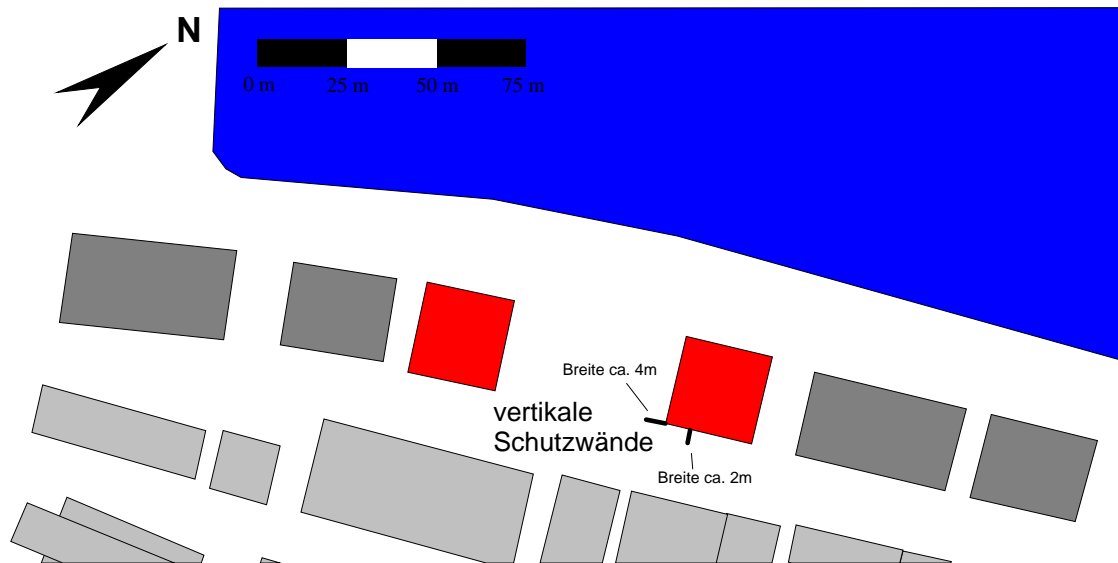 N
0 m 25 m 50 m 75 m
Breite ca. 4m
vertikale
Schutzwände
Breite ca. 2m